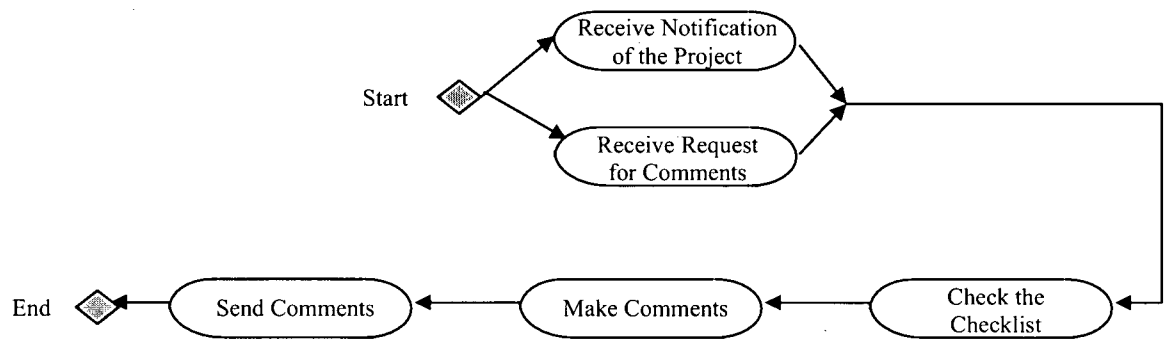 Receive Notification
of the Project
Start
Receive Request
for Comments
End
Send Comments
Make Comments
Check the
Checklist